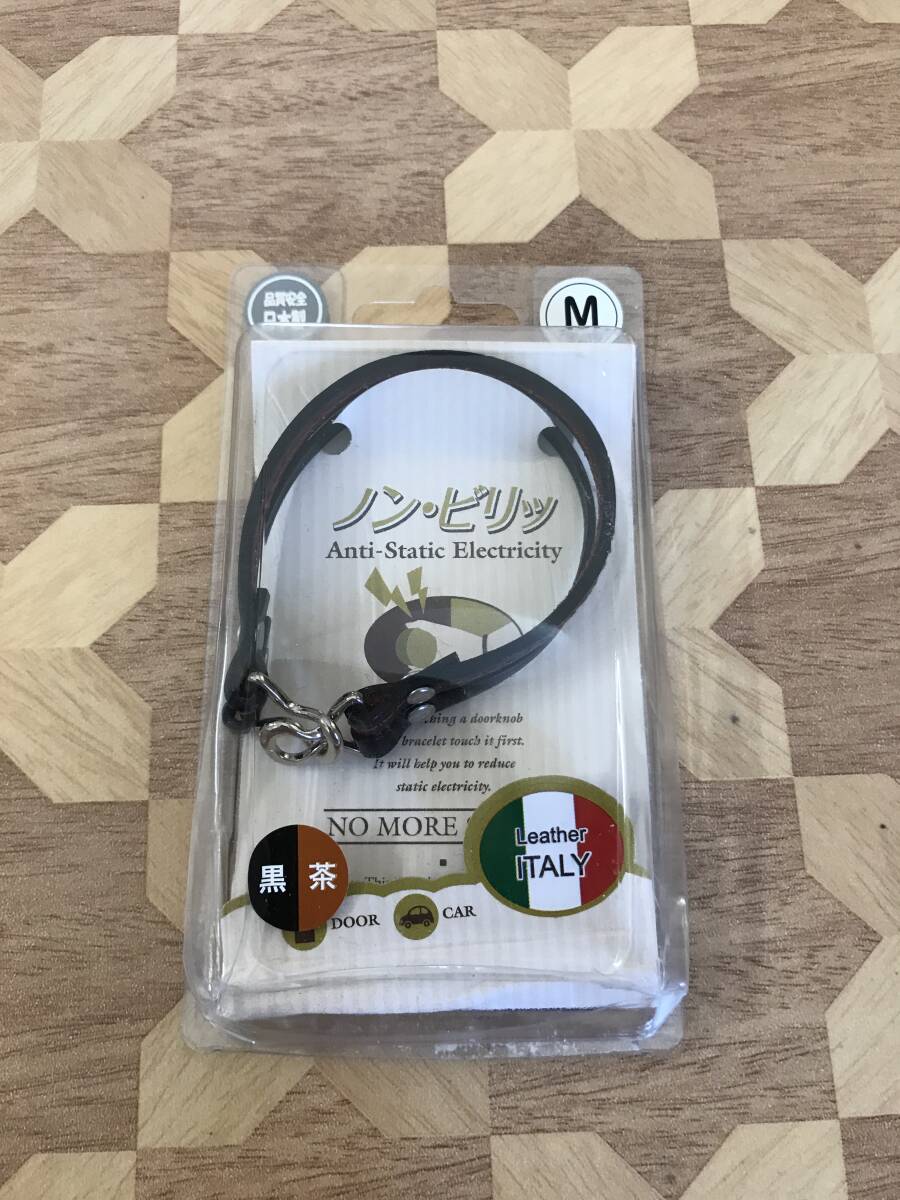 品質安全
日本製
M
ノン・ビリッ
Anti-Static Electricity
a doorknob
bracelet touch it first.
It will help you to reduce
static electricity.
NO MORE
Leather
ITALY
黒 茶
DOOR
CAR